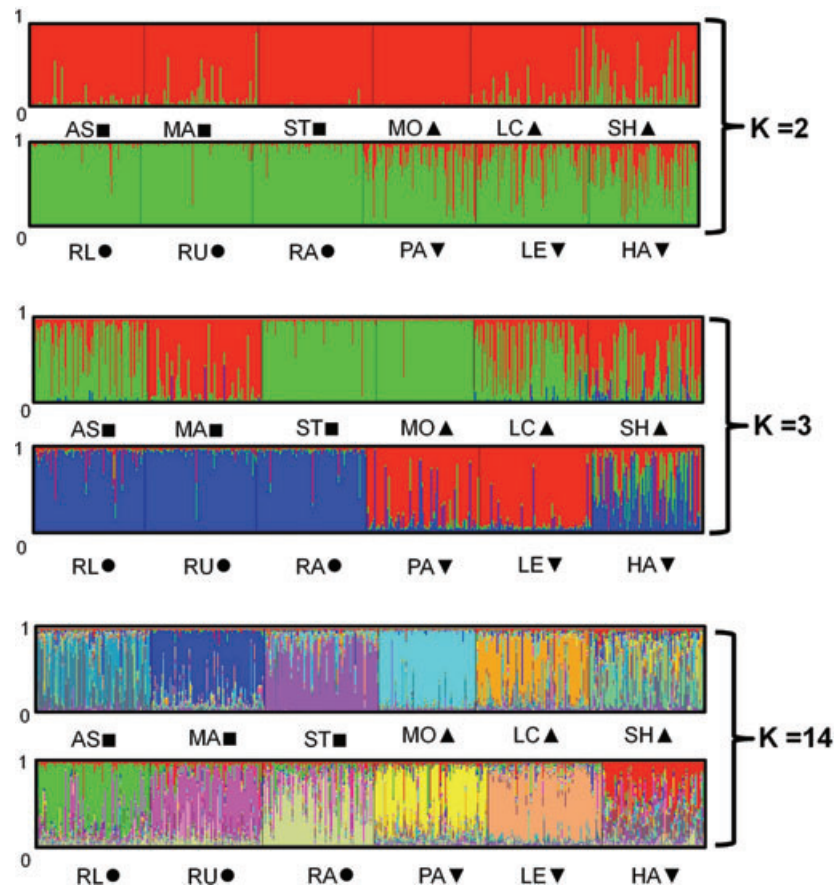 1
0
AS■ MA■ ST■ MO▲ LC▲ SH▲
K =2
1
0
RL● RU● RA● PA▼ LE▼ HA▼
1
0
AS■ MA■ ST■ MO▲ LC▲ SH▲
K =3
1
0
RL● RU● RA● PA▼ LE▼ HA▼
1
0
AS■ MA■ ST■ MO▲ LC▲ SH▲
K =14
1
0
RL● RU● RA● PA▼ LE▼ HA▼